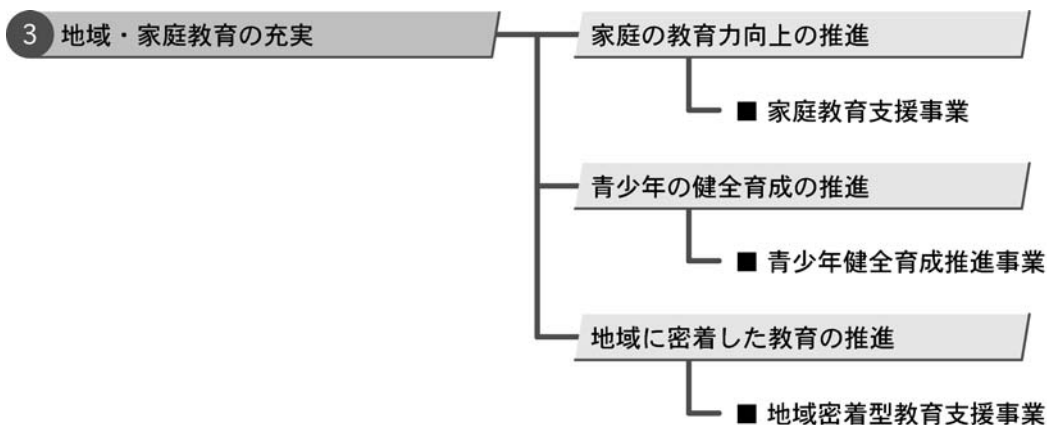 3 地域・家庭教育の充実
家庭の教育力向上の推進
■ 家庭教育支援事業
青少年の健全育成の推進
■ 青少年健全育成推進事業
地域に密着した教育の推進
■ 地域密着型教育支援事業